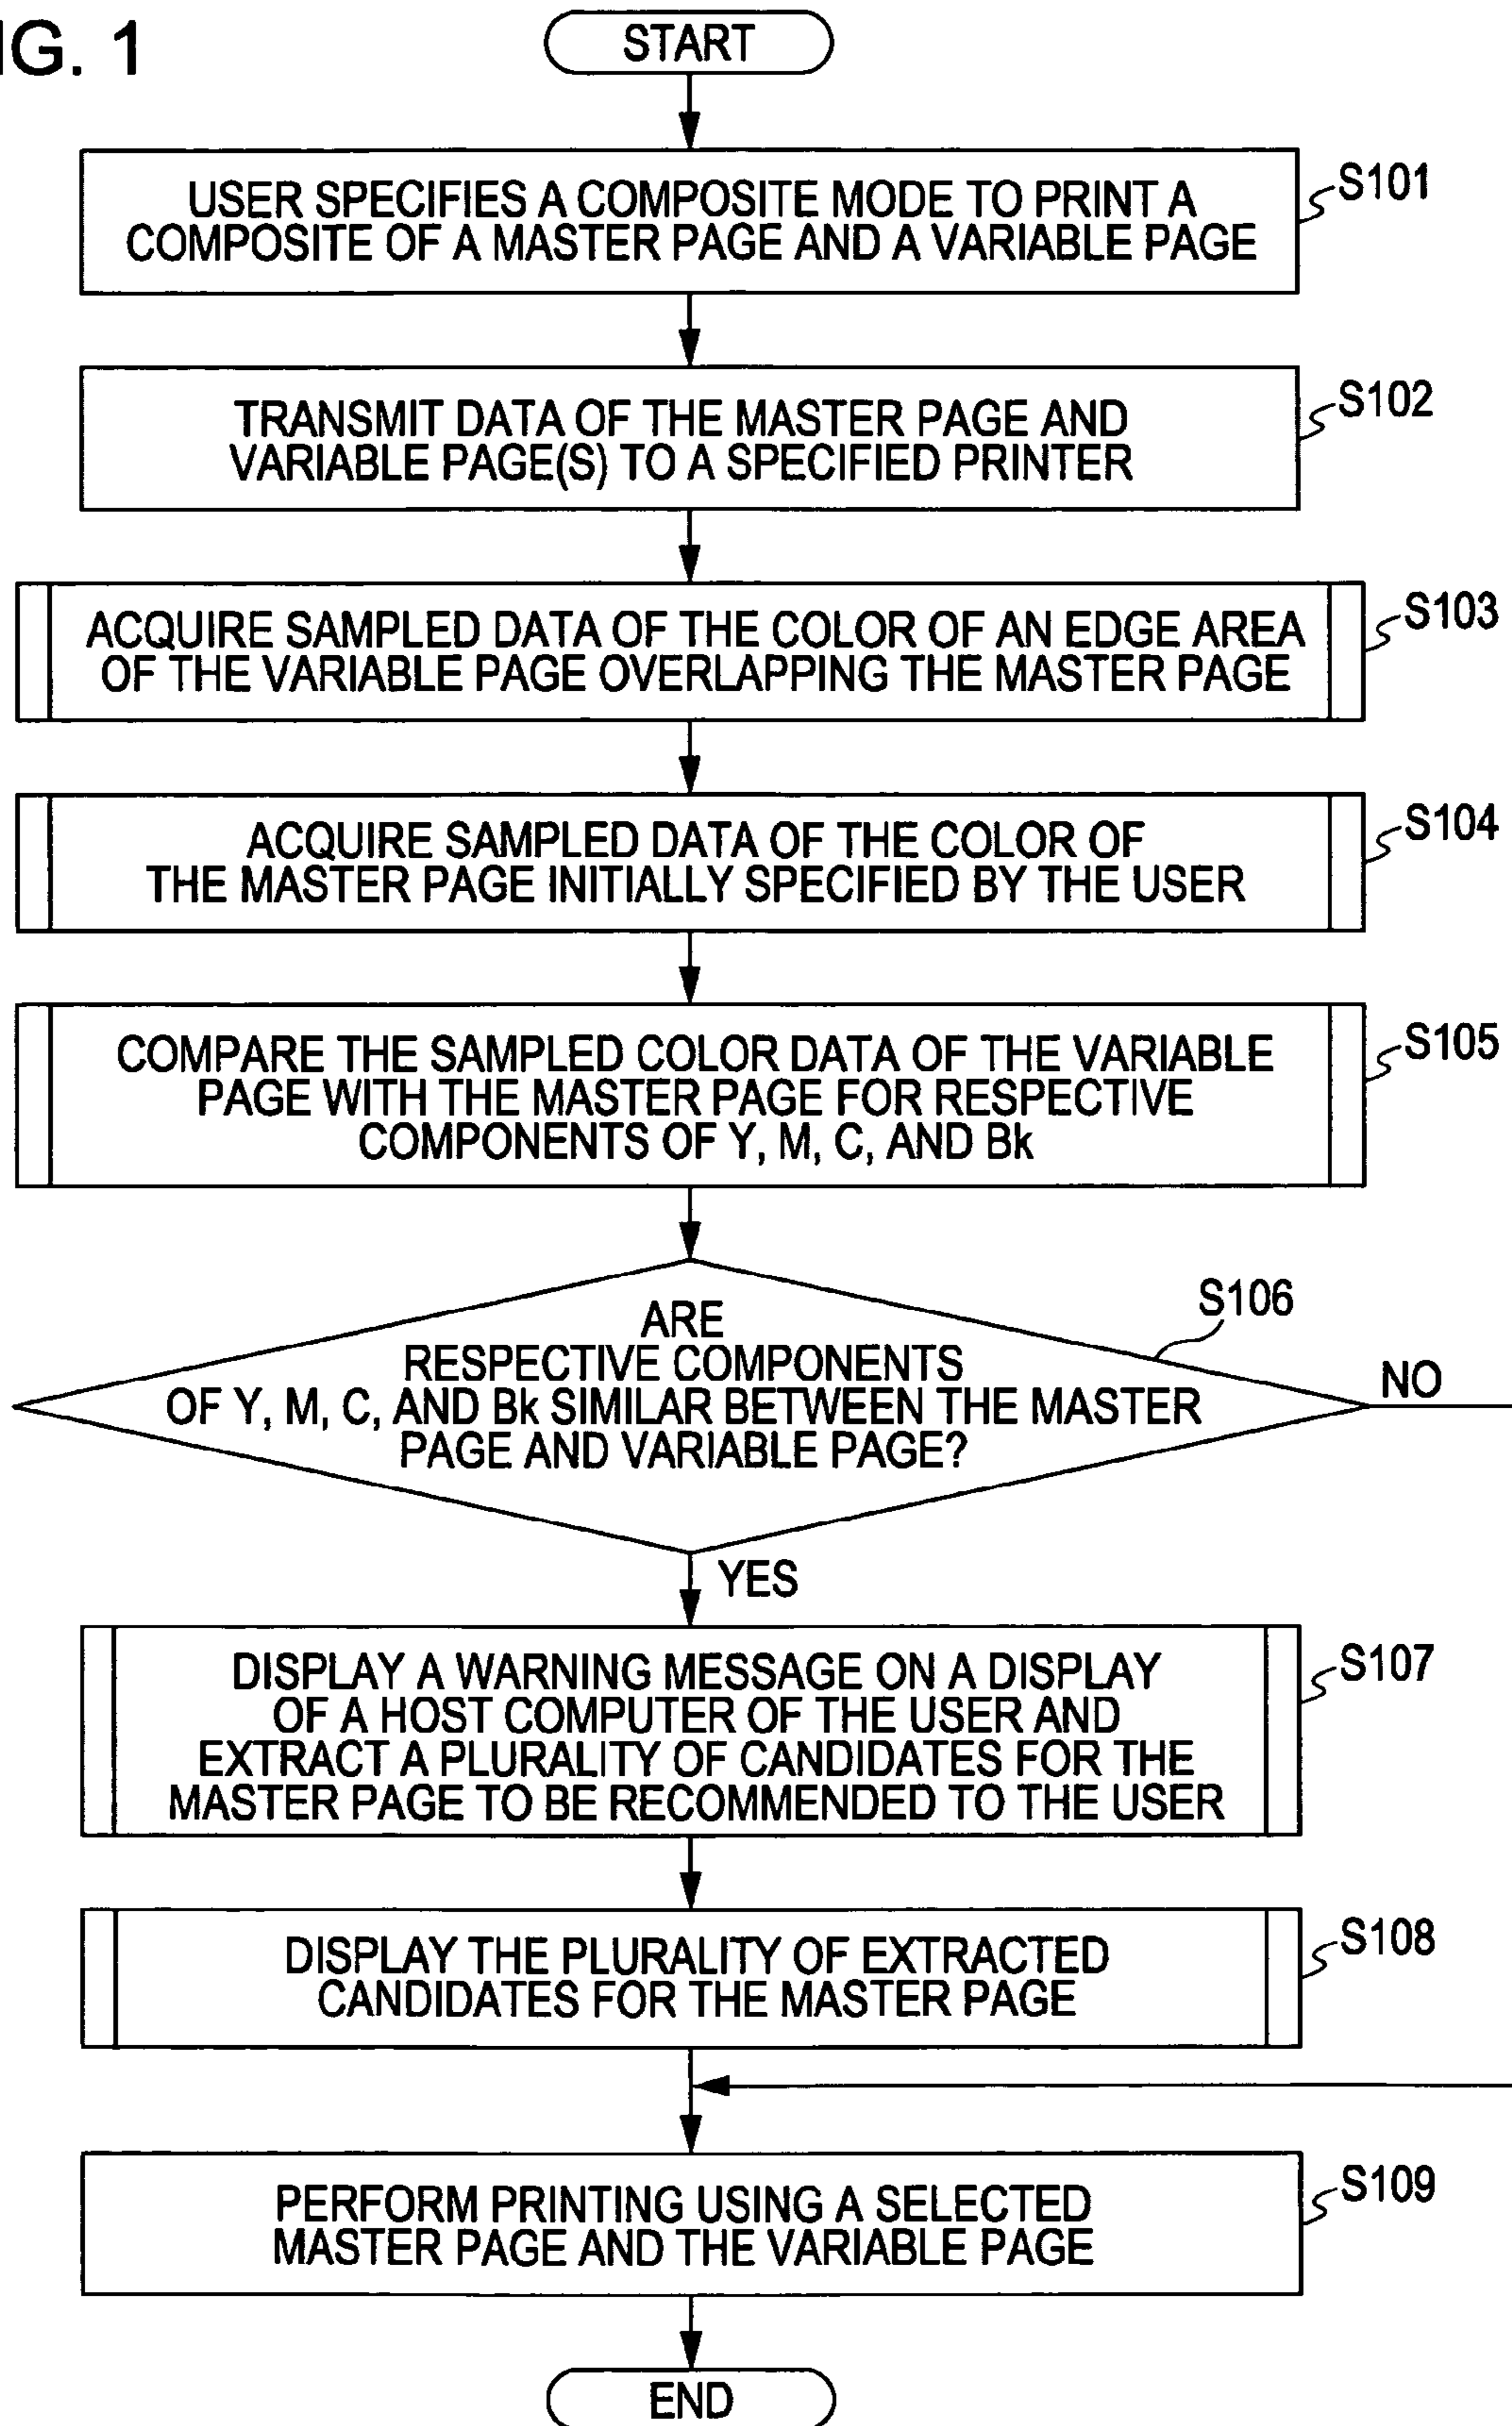 IG. 1
START
USER SPECIFIES A COMPOSITE MODE TO PRINT A
COMPOSITE OF A MASTER PAGE AND A VARIABLE PAGE
S101
TRANSMIT DATA OF THE MASTER PAGE AND
VARIABLE PAGE(S) TO A SPECIFIED PRINTER
S102
ACQUIRE SAMPLED DATA OF THE COLOR OF AN EDGE AREA
OF THE VARIABLE PAGE OVERLAPPING THE MASTER PAGE
S103
ACQUIRE SAMPLED DATA OF THE COLOR OF
THE MASTER PAGE INITIALLY SPECIFIED BY THE USER
S104
COMPARE THE SAMPLED COLOR DATA OF THE VARIABLE
PAGE WITH THE MASTER PAGE FOR RESPECTIVE
COMPONENTS OF Y, M, C, AND Bk
S105
ARE
RESPECTIVE COMPONENTS
OF Y, M, C, AND Bk SIMILAR BETWEEN THE MASTER
PAGE AND VARIABLE PAGE?
S106
NO
YES
DISPLAY A WARNING MESSAGE ON A DISPLAY
OF A HOST COMPUTER OF THE USER AND
EXTRACT A PLURALITY OF CANDIDATES FOR THE
MASTER PAGE TO BE RECOMMENDED TO THE USER
S107
DISPLAY THE PLURALITY OF EXTRACTED
CANDIDATES FOR THE MASTER PAGE
S108
PERFORM PRINTING USING A SELECTED
MASTER PAGE AND THE VARIABLE PAGE
S109
END